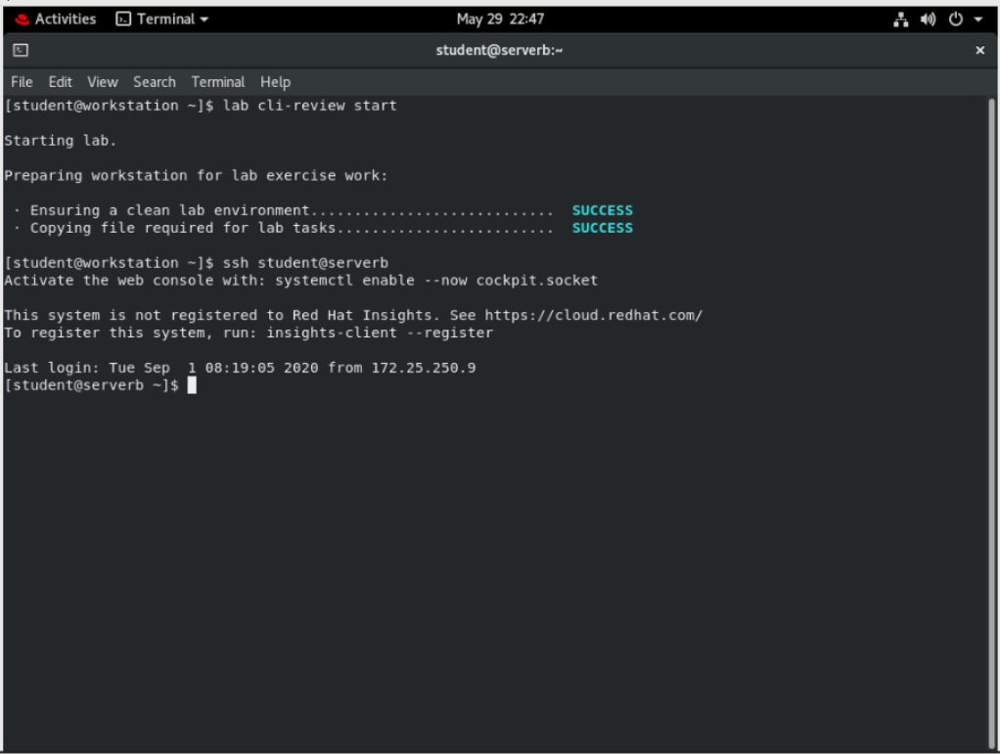 Activities Terminal May 29 22:47
student@serverb:~ ×
File Edit View Search Terminal Help
[student@workstation ~]$ lab cli-review start
Starting lab.
Preparing workstation for lab exercise work:
· Ensuring a clean lab environment............................ SUCCESS
· Copying file required for lab tasks......................... SUCCESS
[student@workstation ~]$ ssh student@serverb
Activate the web console with: systemctl enable --now cockpit.socket
This system is not registered to Red Hat Insights. See https://cloud.redhat.com/
To register this system, run: insights-client --register
Last login: Tue Sep  1 08:19:05 2020 from 172.25.250.9
[student@serverb ~]$